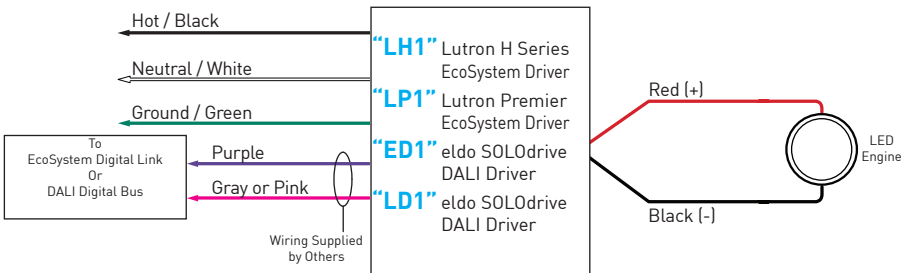 Hot / Black
Neutral / White
Ground / Green
To
EcoSystem Digital Link
Or
DALI Digital Bus
Purple
Gray or Pink
Wiring Supplied
by Others
“LH1” Lutron H Series
EcoSystem Driver
“LP1” Lutron Premier
EcoSystem Driver
“ED1” eldo SOLOdrive
DALI Driver
“LD1” eldo SOLOdrive
DALI Driver
Red (+)
Black (-)
LED
Engine